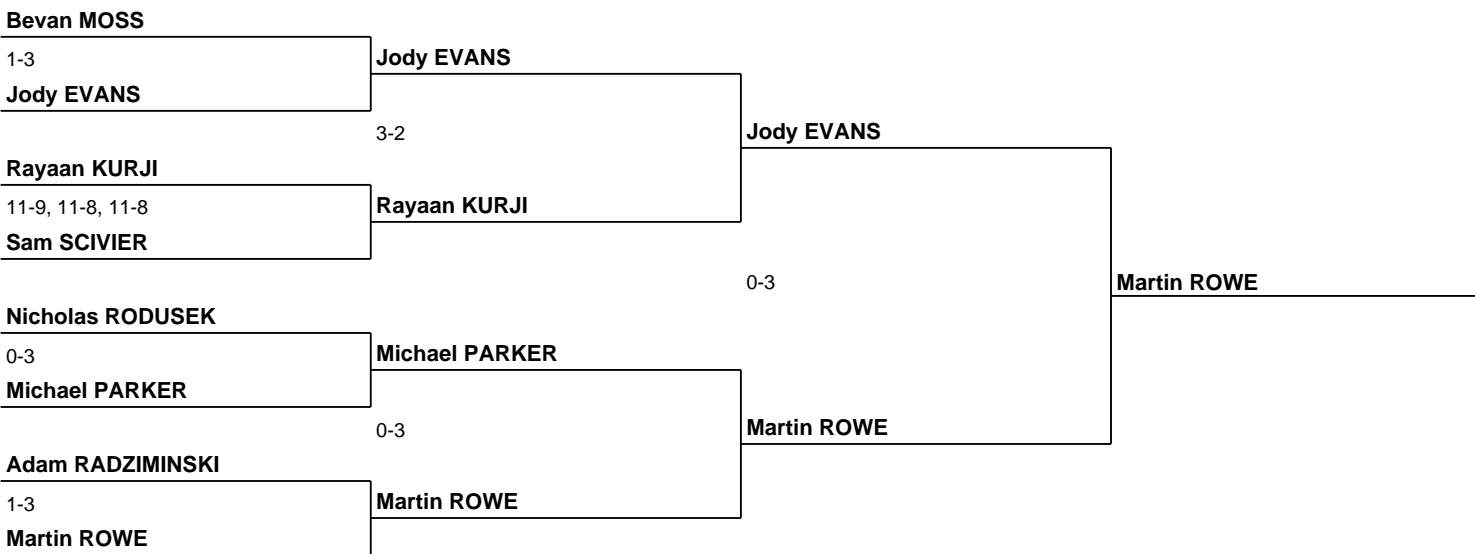 Bevan MOSS
1-3
Jody EVANS
Jody EVANS
3-2
Jody EVANS
Rayaan KURJI
11-9, 11-8, 11-8
Rayaan KURJI
Sam SCIVIER
0-3
Martin ROWE
Nicholas RODUSEK
0-3
Michael PARKER
Michael PARKER
0-3
Martin ROWE
Adam RADZIMINSKI
1-3
Martin ROWE
Martin ROWE